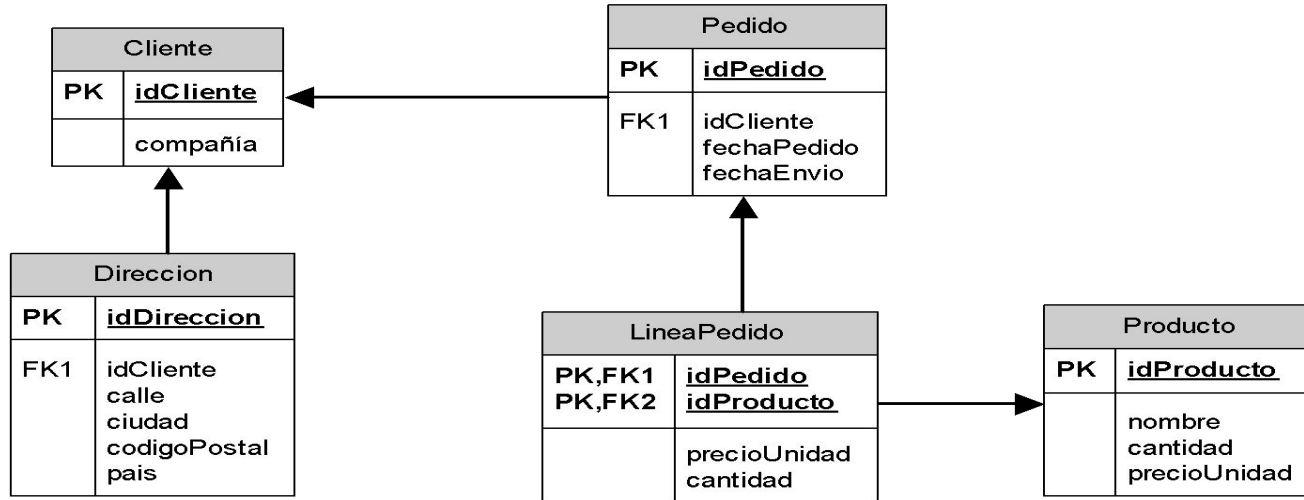 Cliente
PK idCliente
compañía
Pedido
PK idPedido
FK1 idCliente
fechaPedido
fechaEnvio
Direccion
PK idDireccion
FK1 idCliente
calle
ciudad
codigoPostal
pais
LineaPedido
PK,FK1 idPedido
PK,FK2 idProducto
precioUnidad
cantidad
Producto
PK idProducto
nombre
cantidad
precioUnidad